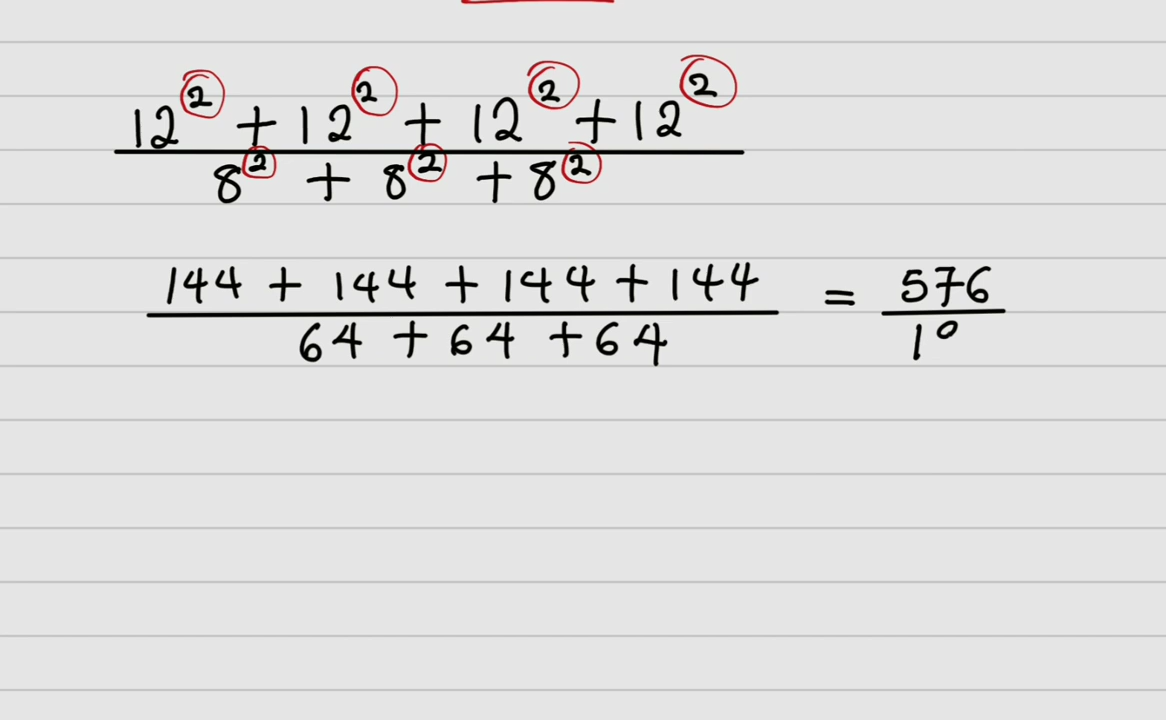 12² + 12² + 12² + 12²
8² + 8² + 8²
144 + 144 + 144 + 144 = 576
64 + 64 + 64 10